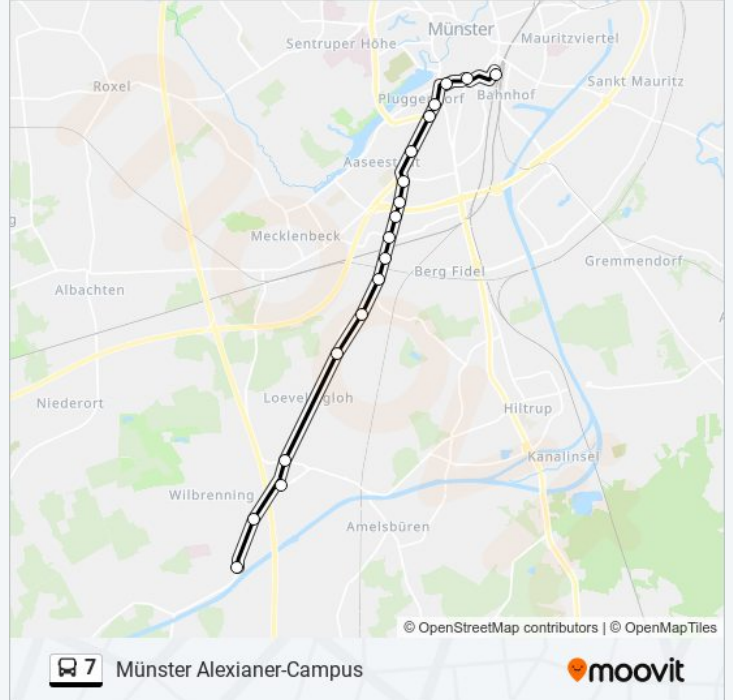 Münster
Mauritzviertel
Sentruper Höhe
Sankt Mauritz
Roxel
Bahnhof
Aasee
Mecklenbeck
Gremmendorf
Berg Fidel
Albachten
Niederort
Hiltrup
Kanalinsel
Wilbrenning
Amelsbüren
© OpenStreetMap contributors | © OpenMapTiles
7 Münster Alexianer-Campus
moovit